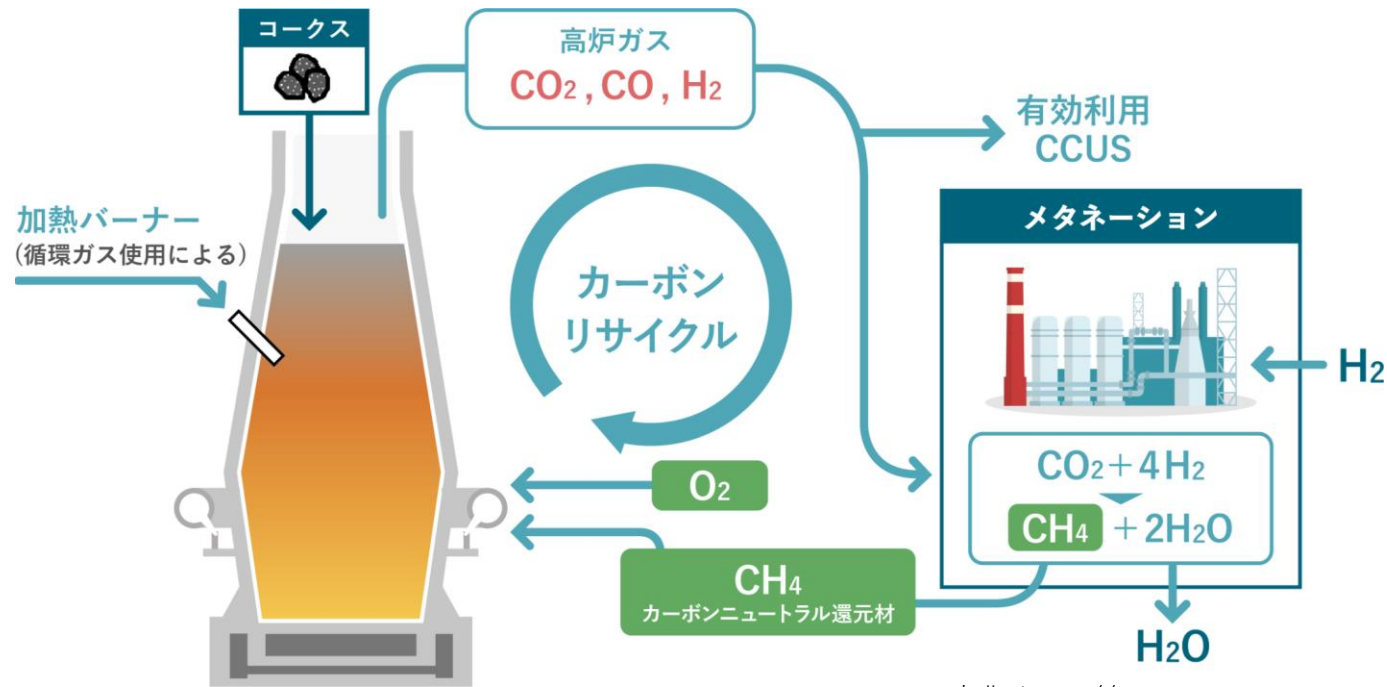 コークス
高炉ガス
CO₂ , CO , H₂
有効利用
CCUS
加熱バーナー
(循環ガス使用による)
カーボン
リサイクル
メタネーション
H₂
CO₂+4H₂
CH₄ +2H₂O
O₂
CH₄
カーボンニュートラル還元材
H₂O